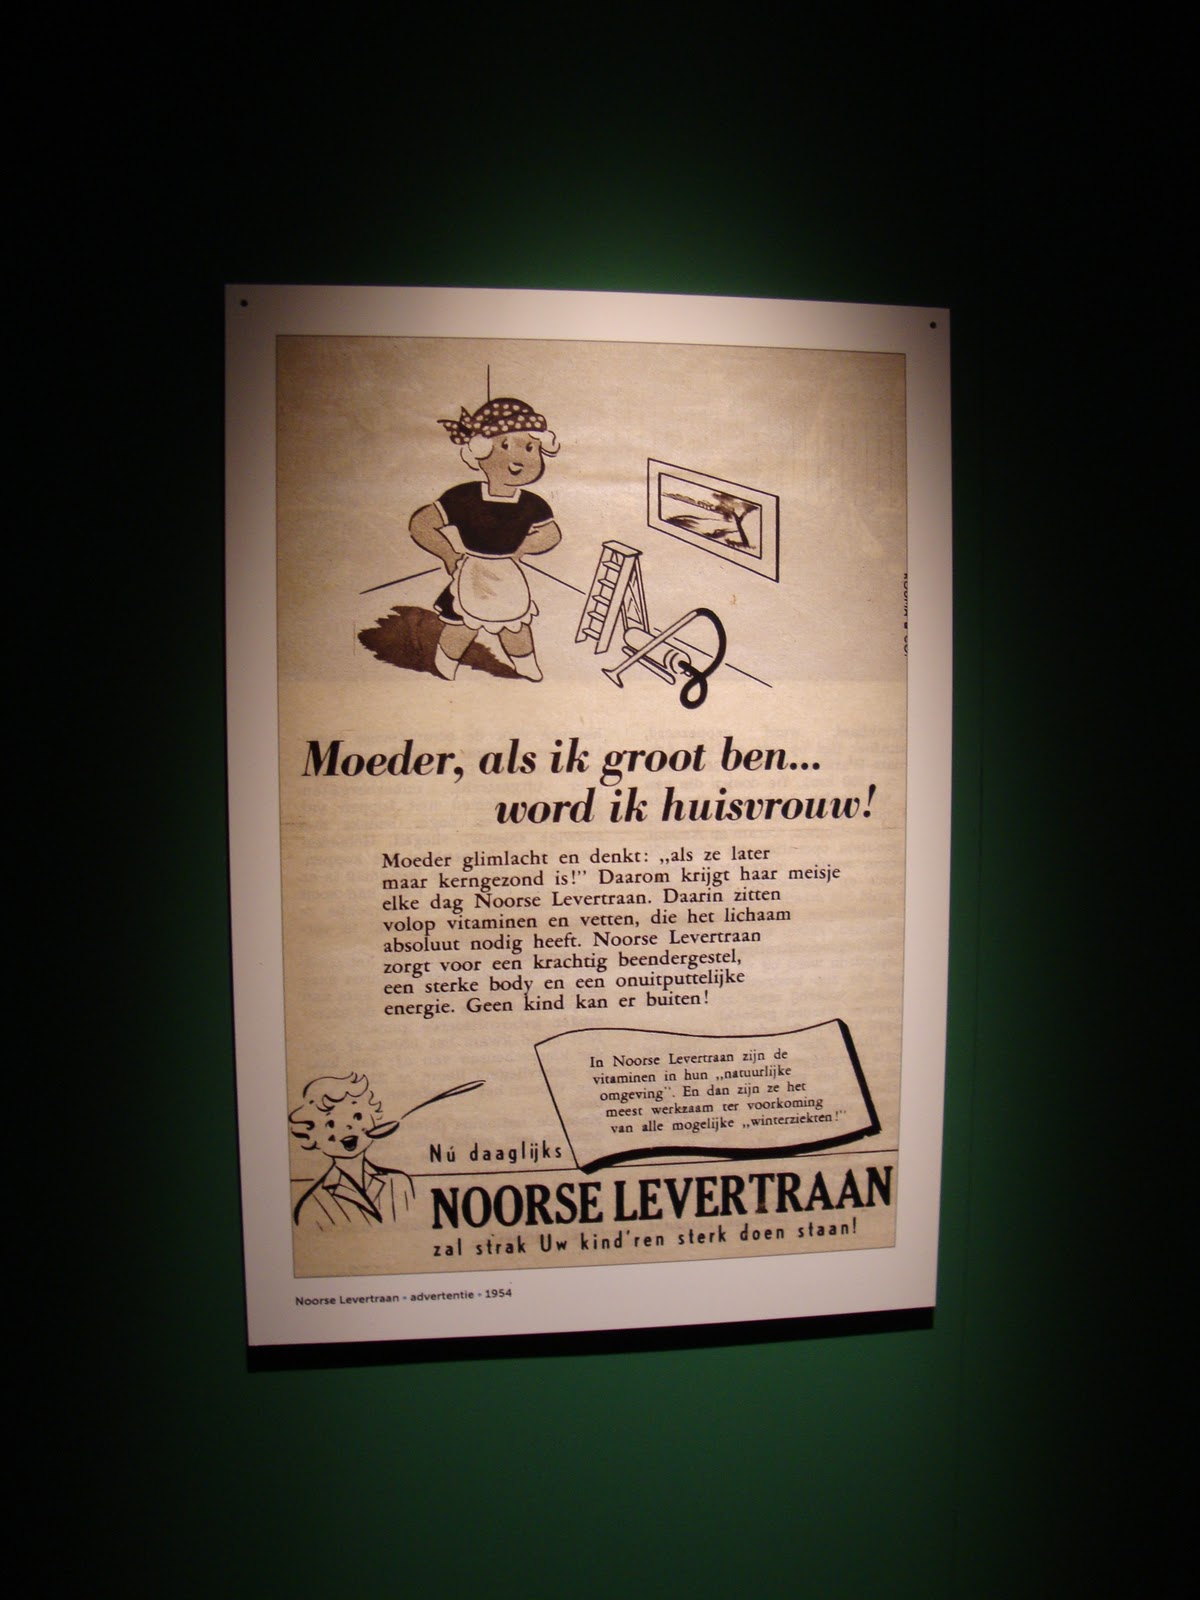 Moeder, als ik groot ben...
word ik huisvrouw!
Moeder glimlacht en denkt: „als ze later
maar kerngezond is!” Daarom krijgt haar meisje
elke dag Noorse Levertraan. Daarin zitten
volop vitaminen en vetten, die het lichaam
absoluut nodig heeft. Noorse Levertraan
zorgt voor een krachtig beendergestel,
een sterke body en een onuitputtelijke
energie. Geen kind kan er buiten!
In Noorse Levertraan zijn de
vitaminen in hun „natuurlijke
omgeving”. En dan zijn ze het
meest werkzaam ter voorkoming
van alle mogelijke „winterziekten!”
Nú daaglijks
NOORSE LEVERTRAAN
zal strak Uw kind'ren sterk doen staan!
Noorse Levertraan • advertentie • 1954